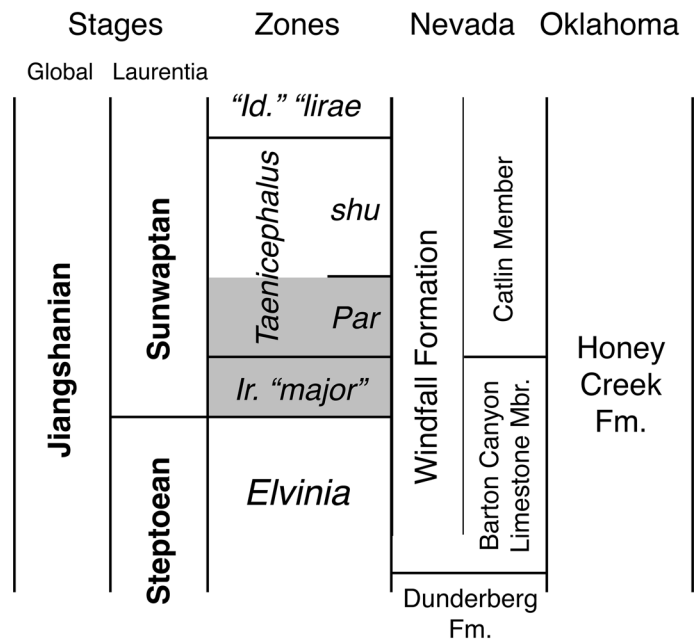 Stages Zones Nevada Oklahoma
Global Laurentia
“Id.” “lirae
Taenicephalus
shu
Par
Ir. “major”
Elvinia
Jiangshanian
Sunwaptan
Steptoean
Windfall Formation
Catlin Member
Barton Canyon
Limestone Mbr.
Dunderberg
Fm.
Honey
Creek
Fm.